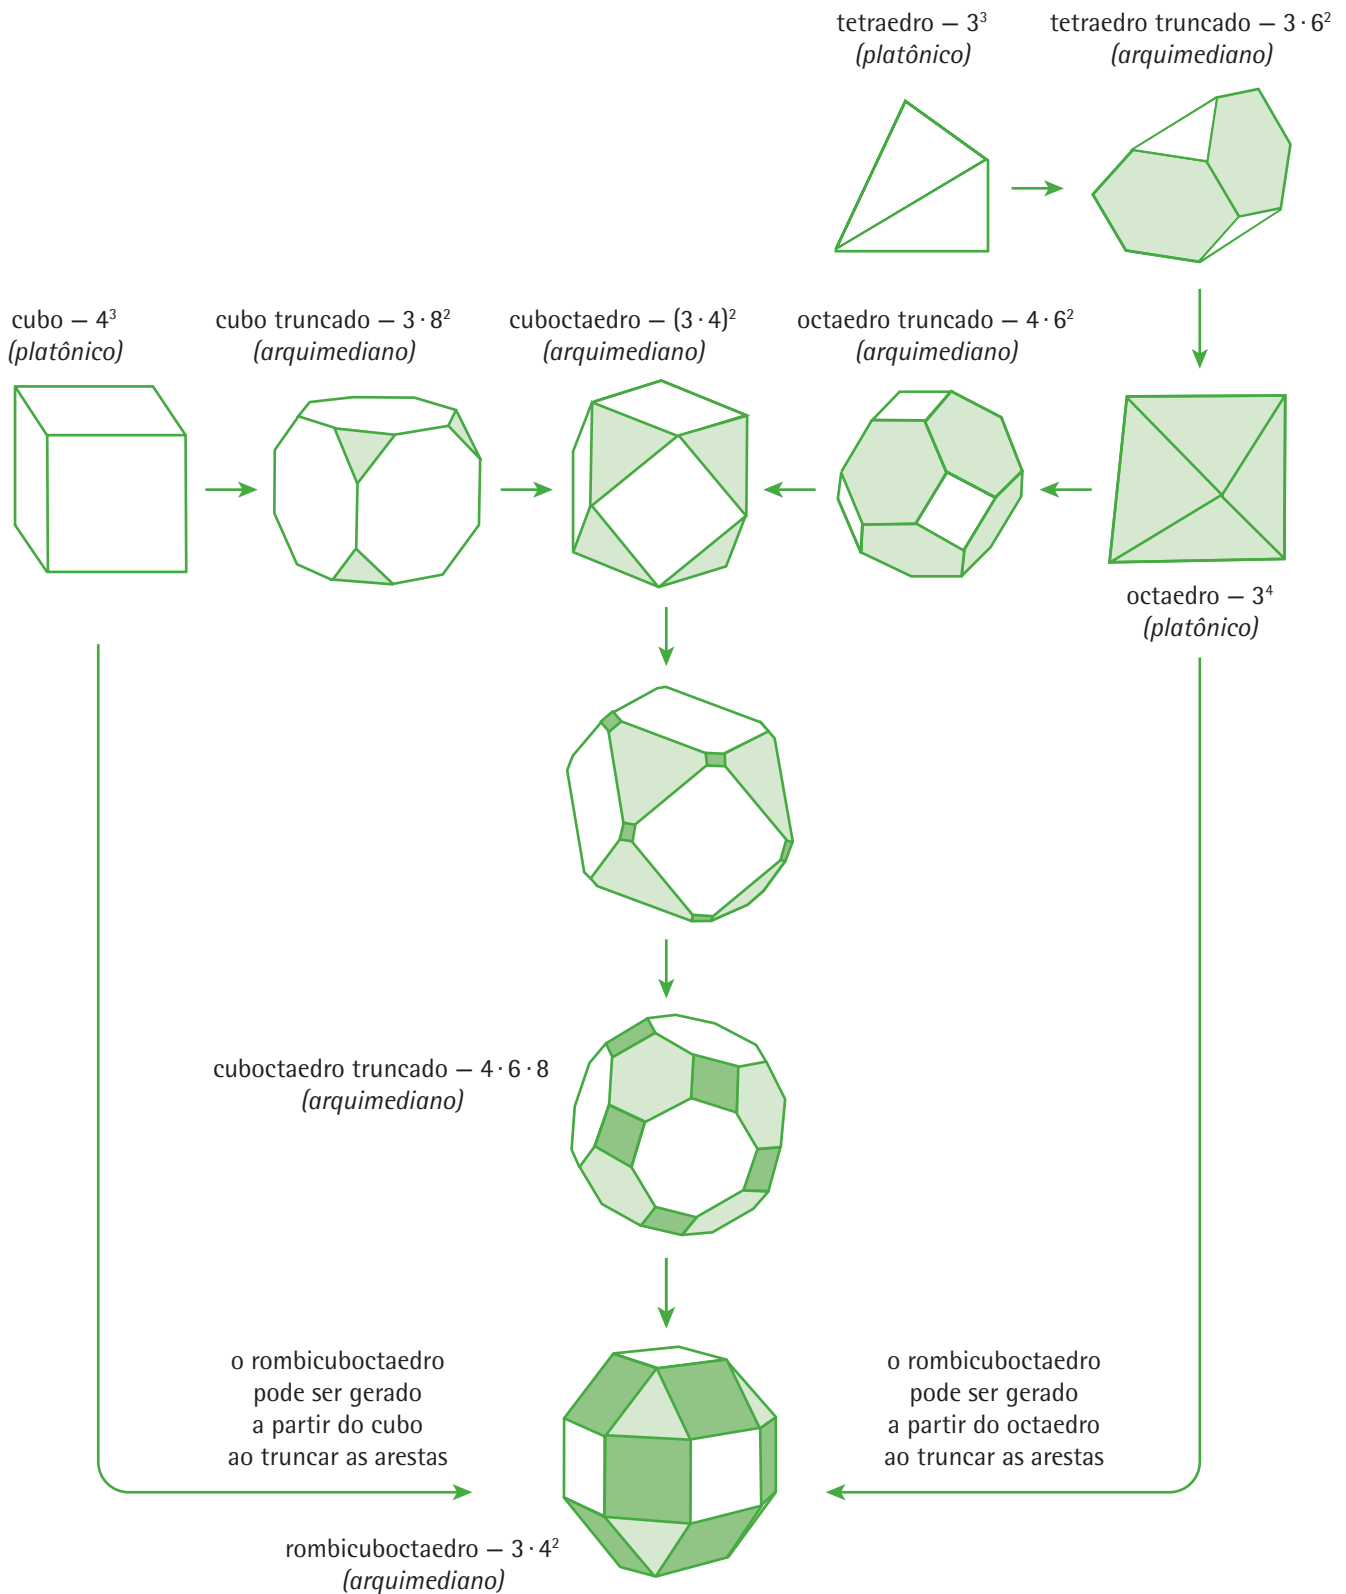 tetraedro — 3³
(platônico)
tetraedro truncado — 3 · 6²
(arquimediano)
cubo — 4³
(platônico)
cubo truncado — 3 · 8²
(arquimediano)
cuboctaedro — (3 · 4)²
(arquimediano)
octaedro truncado — 4 · 6²
(arquimediano)
octaedro — 3⁴
(platônico)
cuboctaedro truncado — 4 · 6 · 8
(arquimediano)
o rombicuboctaedro
pode ser gerado
a partir do cubo
ao truncar as arestas
o rombicuboctaedro
pode ser gerado
a partir do octaedro
ao truncar as arestas
rombicuboctaedro — 3 · 4²
(arquimediano)